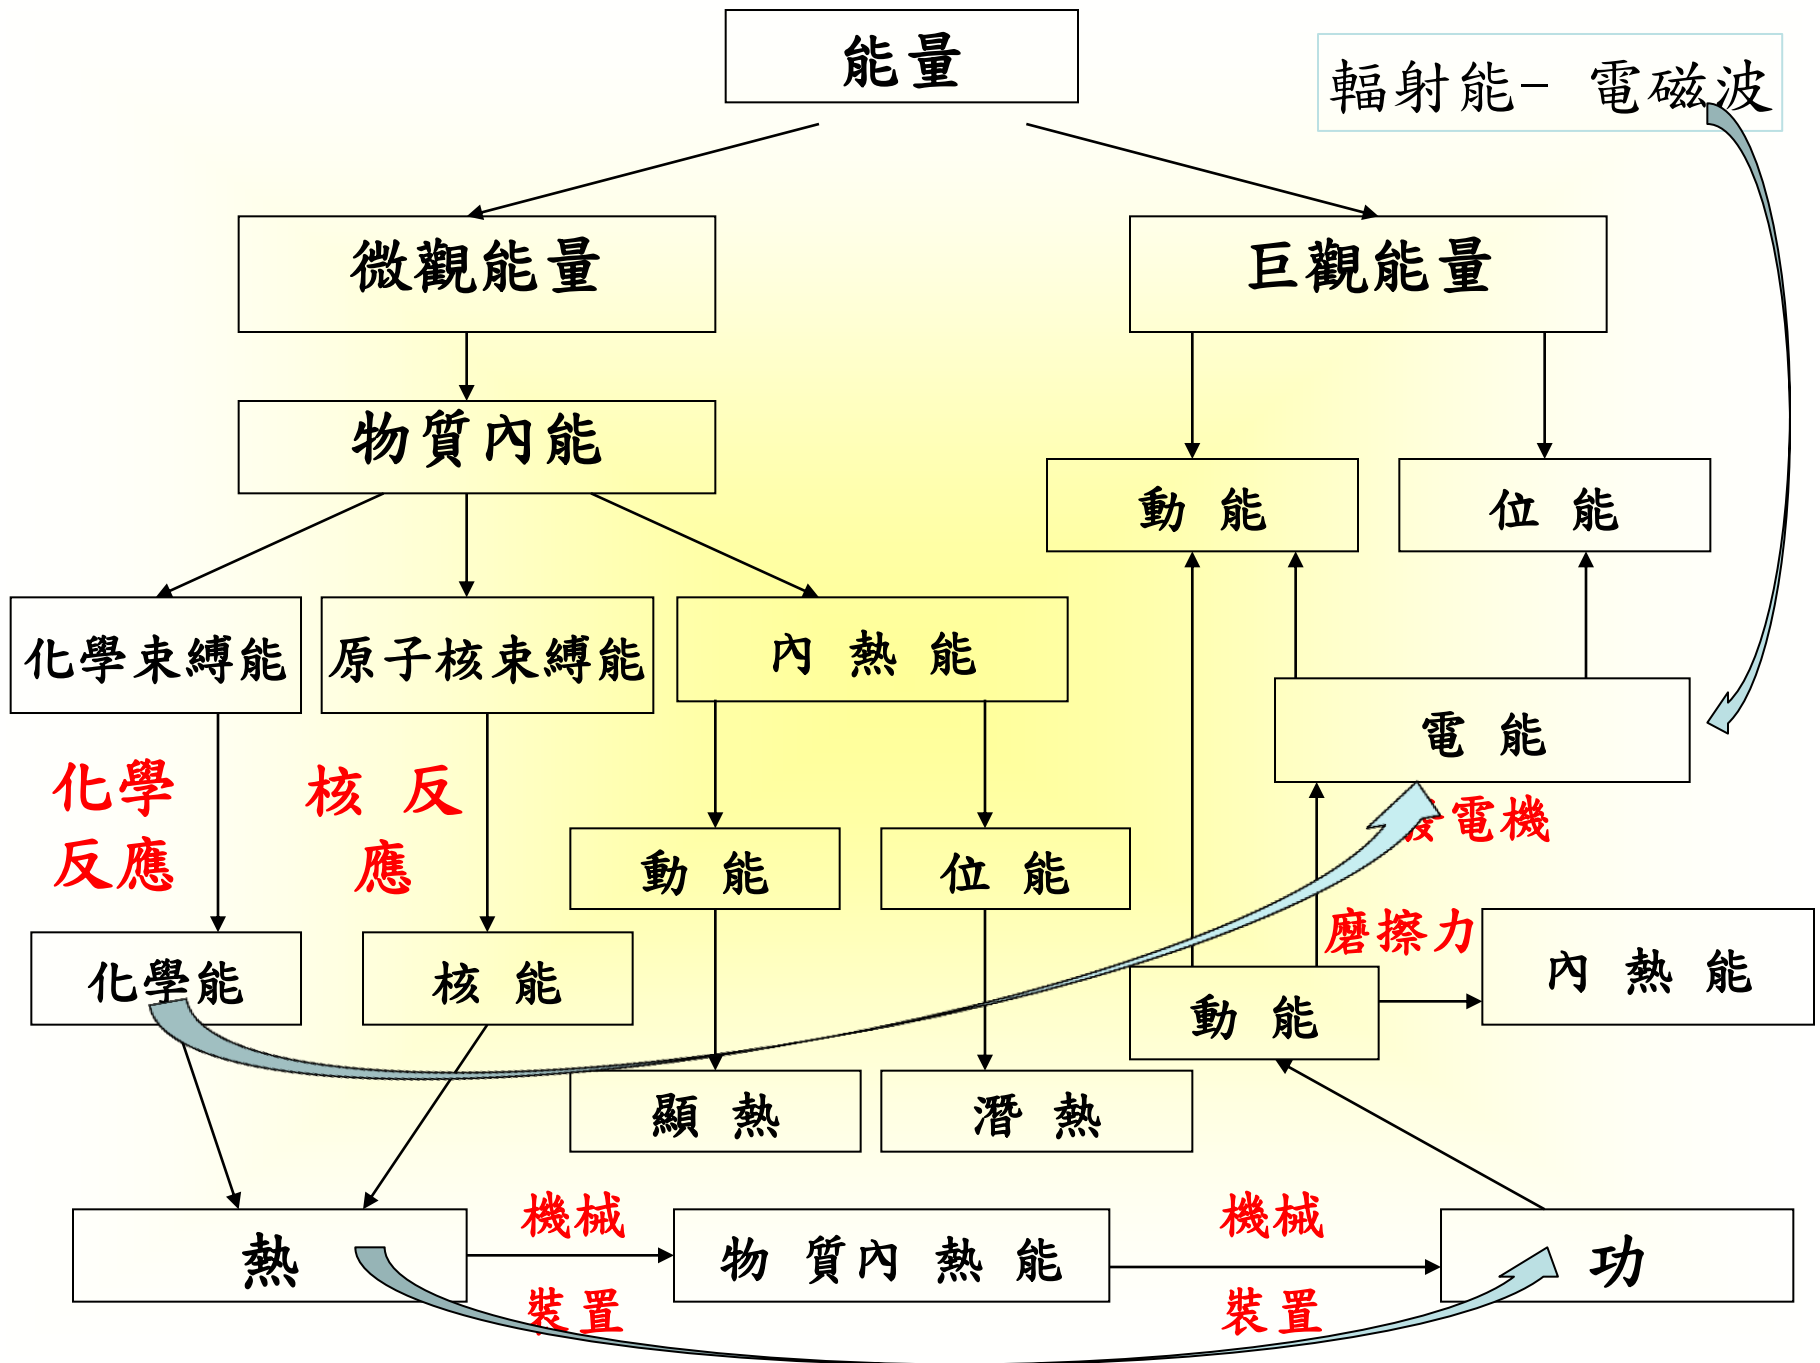 能量
輻射能- 電磁波
微觀能量
巨觀能量
物質內能
動 能
位 能
化學束縛能
原子核束縛能
內 熱 能
電 能
化學
反應
核 反
應
電機
動 能
位 能
磨擦力
化學能
核 能
動 能
內 熱 能
顯 熱
潛 熱
熱
機械
裝置
物 質內 熱 能
機械
裝置
功